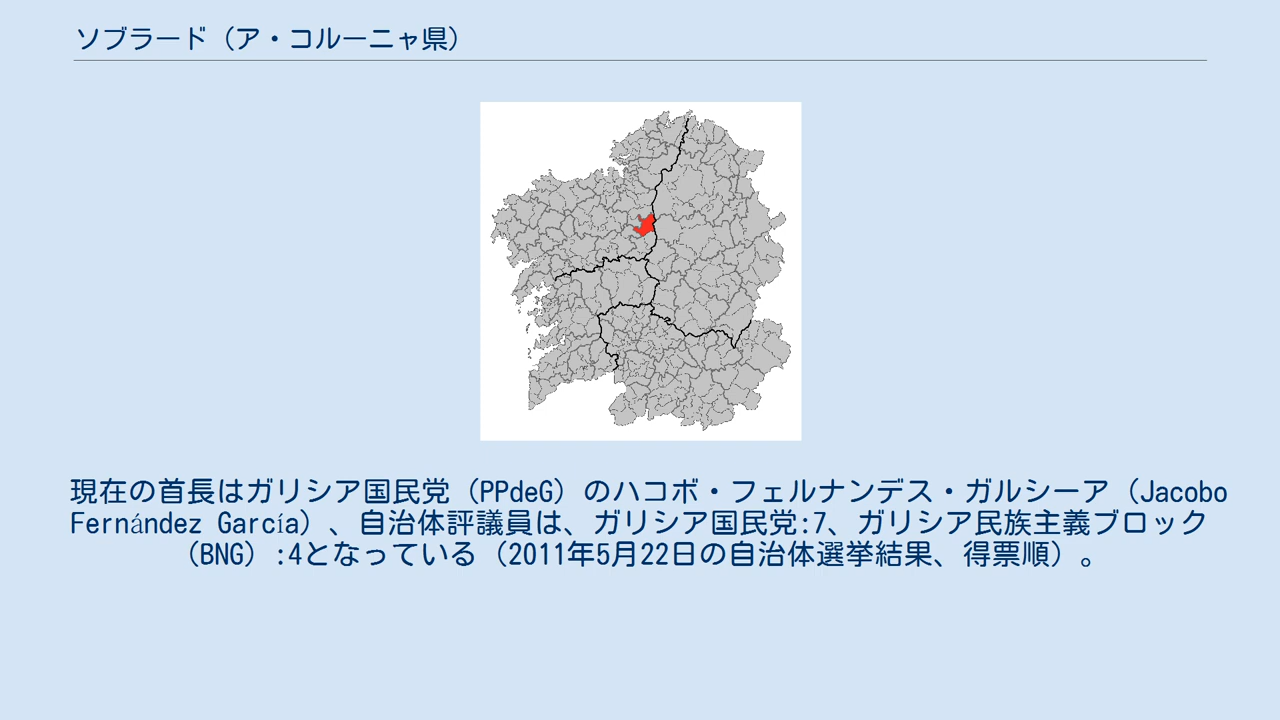 ソブラード（ア・コルーニャ県）
現在の首長はガリシア国民党（PPdeG）のハコボ・フェルナンデス・ガルシーア（Jacobo
Fernández García）、自治体評議員は、ガリシア国民党:7、ガリシア民族主義ブロック
（BNG）:4となっている（2011年5月22日の自治体選挙結果、得票順）。